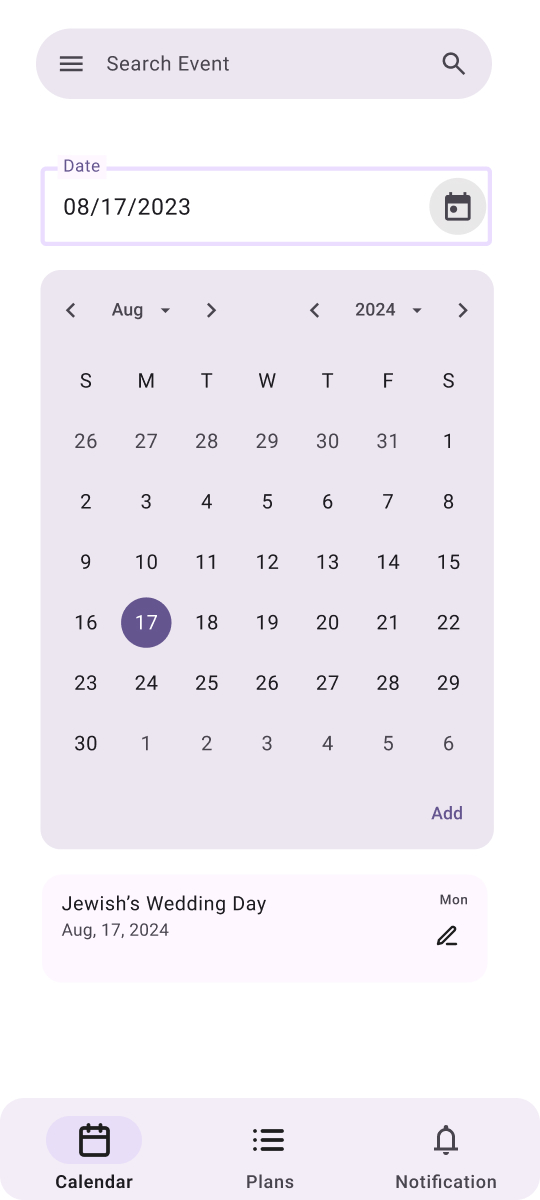 Search Event
Date
08/17/2023
Aug 2024
S M T W T F S
26 27 28 29 30 31 1
2 3 4 5 6 7 8
9 10 11 12 13 14 15
16 17 18 19 20 21 22
23 24 25 26 27 28 29
30 1 2 3 4 5 6
Add
Jewish’s Wedding Day Mon
Aug, 17, 2024
Calendar Plans Notification